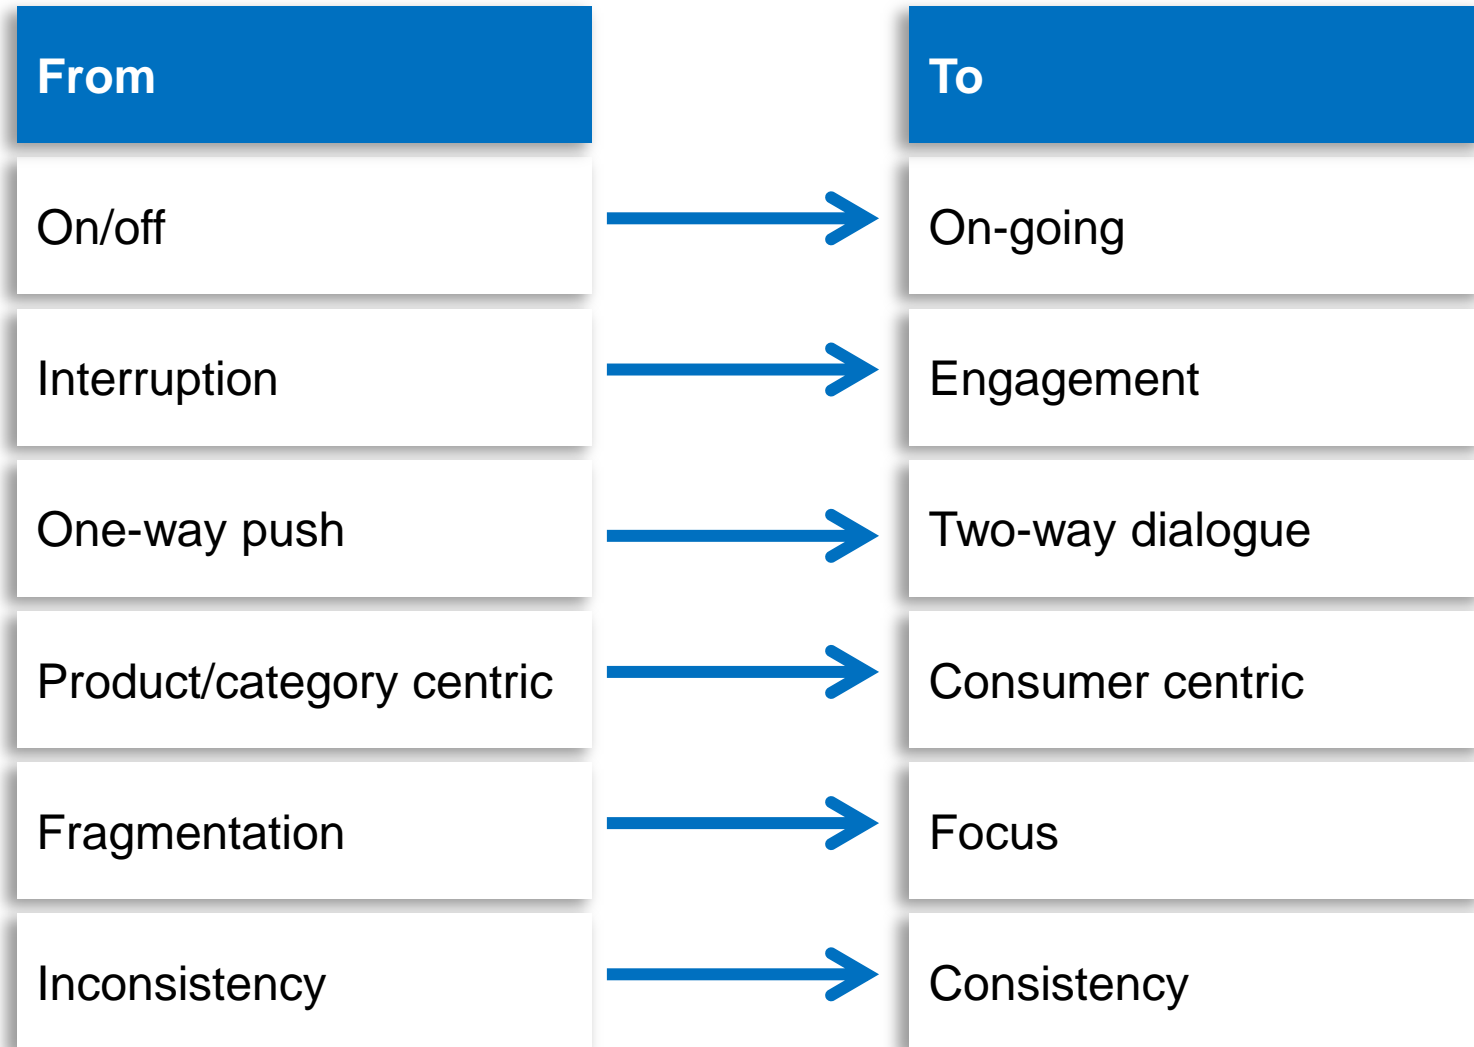 From
To
On/off
On-going
Interruption
Engagement
One-way push
Two-way dialogue
Product/category centric
Consumer centric
Fragmentation
Focus
Inconsistency
Consistency